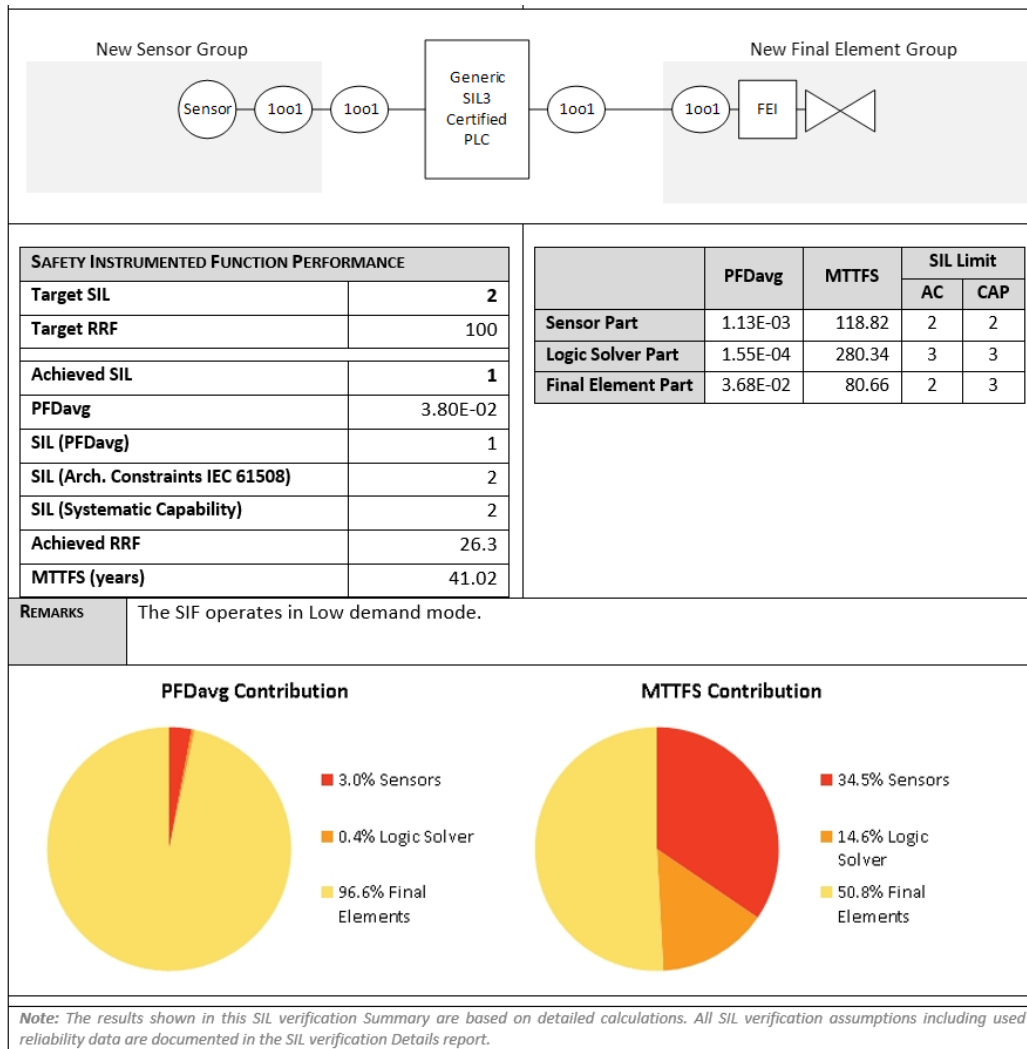 New Sensor Group
New Final Element Group
Sensor
1oo1
1oo1
Generic
SIL3
Certified
PLC
1oo1
1oo1
FEI
SAFETY INSTRUMENTED FUNCTION PERFORMANCE
Target SIL 2
Target RRF 100
Achieved SIL 1
PFDavg 3.80E-02
SIL (PFDavg) 1
SIL (Arch. Constraints IEC 61508) 2
SIL (Systematic Capability) 2
Achieved RRF 26.3
MTTFS (years) 41.02
PFDavg MTTFS SIL Limit
AC CAP
Sensor Part 1.13E-03 118.82 2 2
Logic Solver Part 1.55E-04 280.34 3 3
Final Element Part 3.68E-02 80.66 2 3
REMARKS The SIF operates in Low demand mode.
PFDavg Contribution
3.0% Sensors
0.4% Logic Solver
96.6% Final
Elements
MTTFS Contribution
34.5% Sensors
14.6% Logic
Solver
50.8% Final
Elements
Note: The results shown in this SIL verification Summary are based on detailed calculations. All SIL verification assumptions including used
reliability data are documented in the SIL verification Details report.